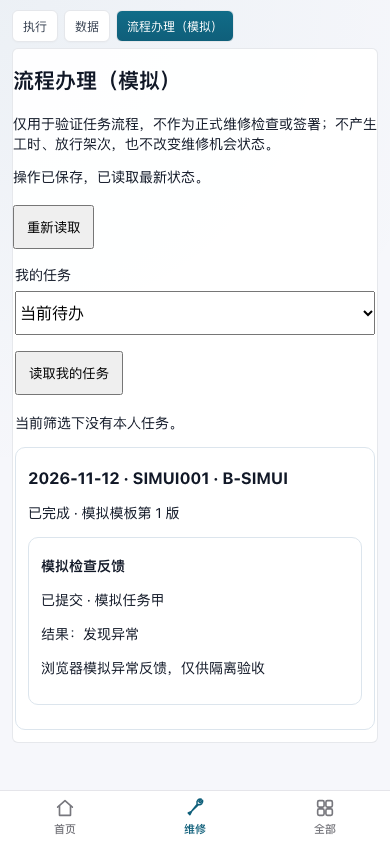 执行 数据 流程办理（模拟）
流程办理（模拟）
仅用于验证任务流程，不作为正式维修检查或签署；不产生
工时、放行架次，也不改变维修机会状态。
操作已保存，已读取最新状态。
重新读取
我的任务
当前待办
读取我的任务
当前筛选下没有本人任务。
2026-11-12 · SIMUI001 · B-SIMUI
已完成 · 模拟模板第 1 版
模拟检查反馈
已提交 · 模拟任务甲
结果：发现异常
浏览器模拟异常反馈，仅供隔离验收
首页 维修 全部